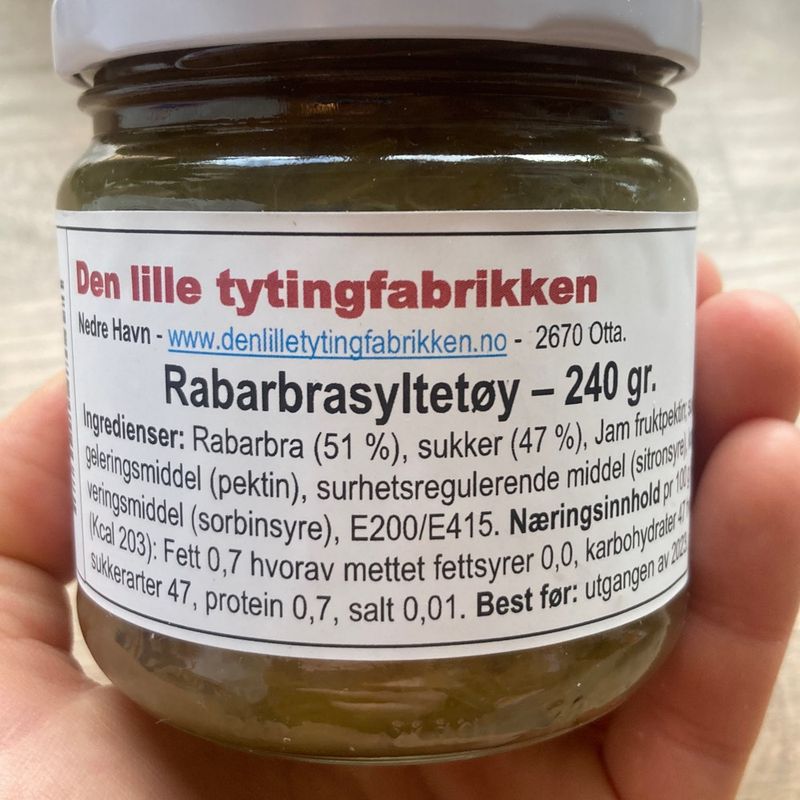 Den lille tytingfabrikken
Nedre Havn - www.denlilletytingfabrikken.no - 2670 Otta.
Rabarbrasyltetøy – 240 gr.
Ingredienser: Rabarbra (51 %), sukker (47 %), Jam fruktpektin,
geleringsmiddel (pektin), surhetsregulerende middel (sitronsyre),
veringsmiddel (sorbinsyre), E200/E415. Næringsinnhold pr 100
(Kcal 203): Fett 0,7 hvorav mettet fettsyrer 0,0, karbohydrater 47
sukkerarter 47, protein 0,7, salt 0,01. Best før: utgangen av